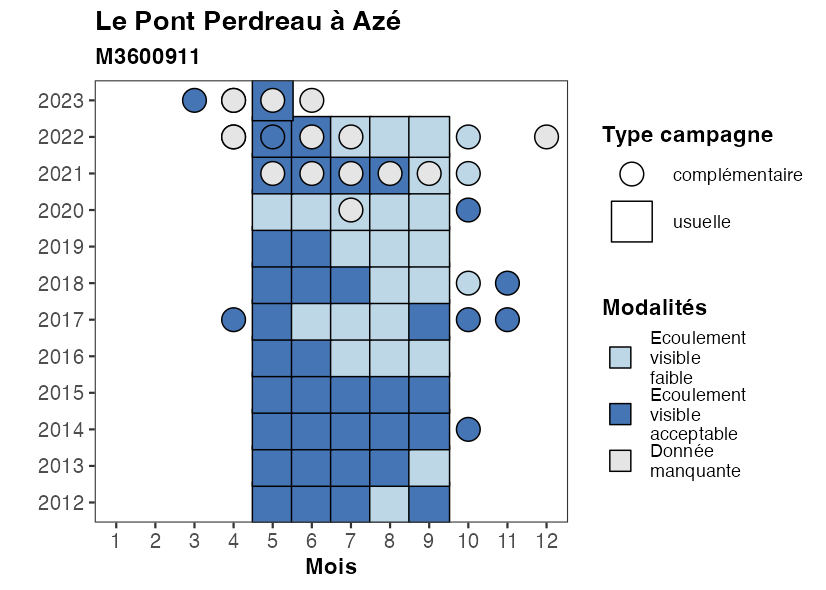 Le Pont Perdreau à Azé
M3600911
2023
2022
2021
2020
2019
2018
2017
2016
2015
2014
2013
2012
1 2 3 4 5 6 7 8 9 10 11 12
Mois
Type campagne
complémentaire
usuelle
Modalités
Ecoulement
visible
faible
Ecoulement
visible
acceptable
Donnée
manquante